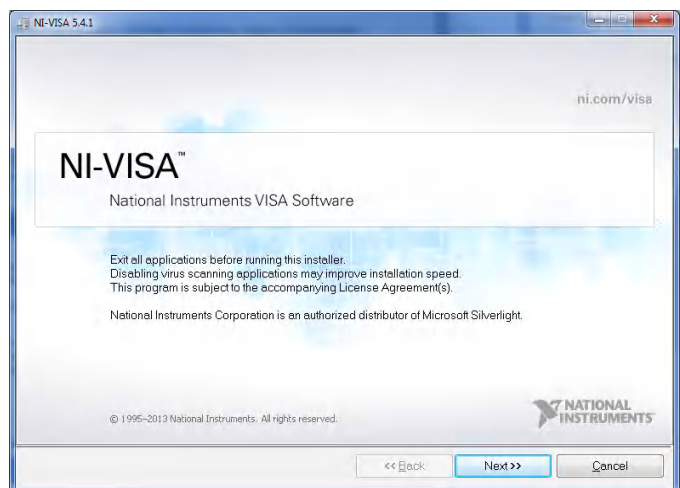 NI-VISA 5.4.1
ni.com/visa
NI-VISA™
National Instruments VISA Software
Exit all applications before running this installer.
Disabling virus scanning applications may improve installation speed.
This program is subject to the accompanying License Agreement(s).
National Instruments Corporation is an authorized distributor of Microsoft Silverlight.
© 1995–2013 National Instruments. All rights reserved.
NATIONAL
INSTRUMENTS
<< Back
Next >>
Cancel